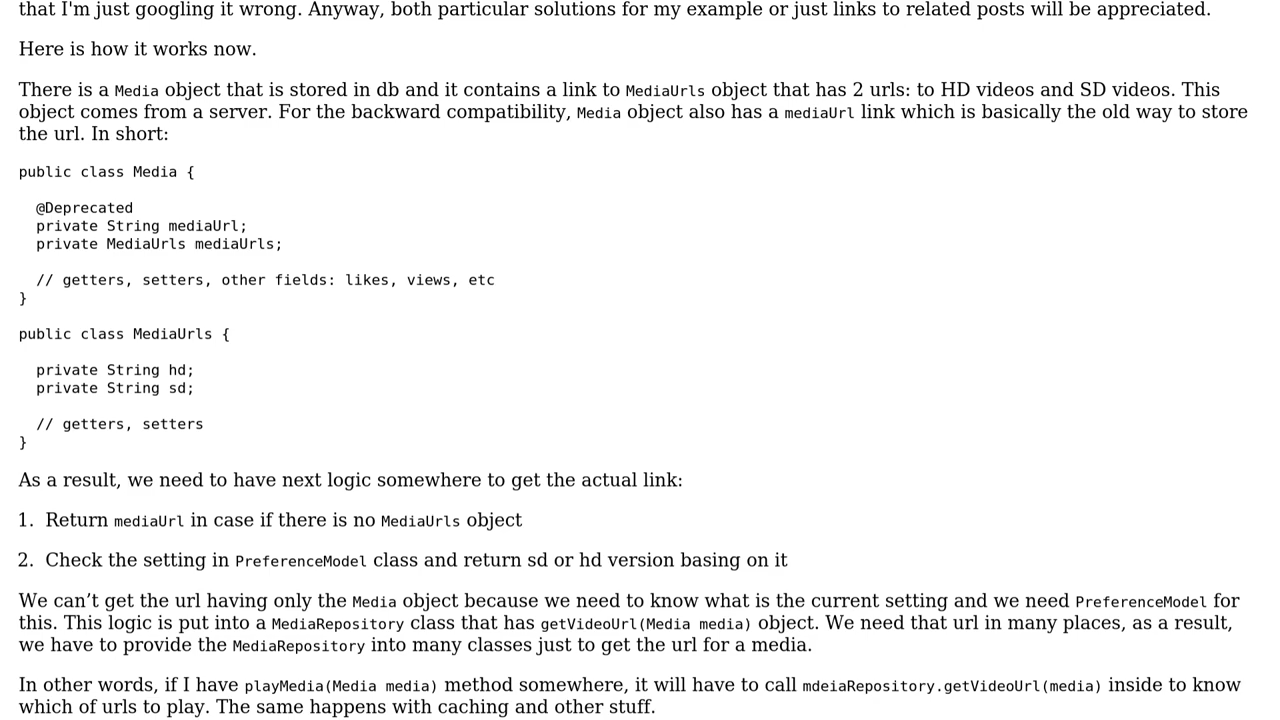 that I'm just googling it wrong. Anyway, both particular solutions for my example or just links to related posts will be appreciated.
Here is how it works now.
There is a Media object that is stored in db and it contains a link to MediaUrls object that has 2 urls: to HD videos and SD videos. This
object comes from a server. For the backward compatibility, Media object also has a mediaUrl link which is basically the old way to store
the url. In short:
public class Media {
@Deprecated
private String mediaUrl;
private MediaUrls mediaUrls;
// getters, setters, other fields: likes, views, etc
}
public class MediaUrls {
private String hd;
private String sd;
// getters, setters
}
As a result, we need to have next logic somewhere to get the actual link:
1. Return mediaUrl in case if there is no MediaUrls object
2. Check the setting in PreferenceModel class and return sd or hd version basing on it
We can’t get the url having only the Media object because we need to know what is the current setting and we need PreferenceModel for
this. This logic is put into a MediaRepository class that has getVideoUrl(Media media) object. We need that url in many places, as a result,
we have to provide the MediaRepository into many classes just to get the url for a media.
In other words, if I have playMedia(Media media) method somewhere, it will have to call mdeiaRepository.getVideoUrl(media) inside to know
which of urls to play. The same happens with caching and other stuff.